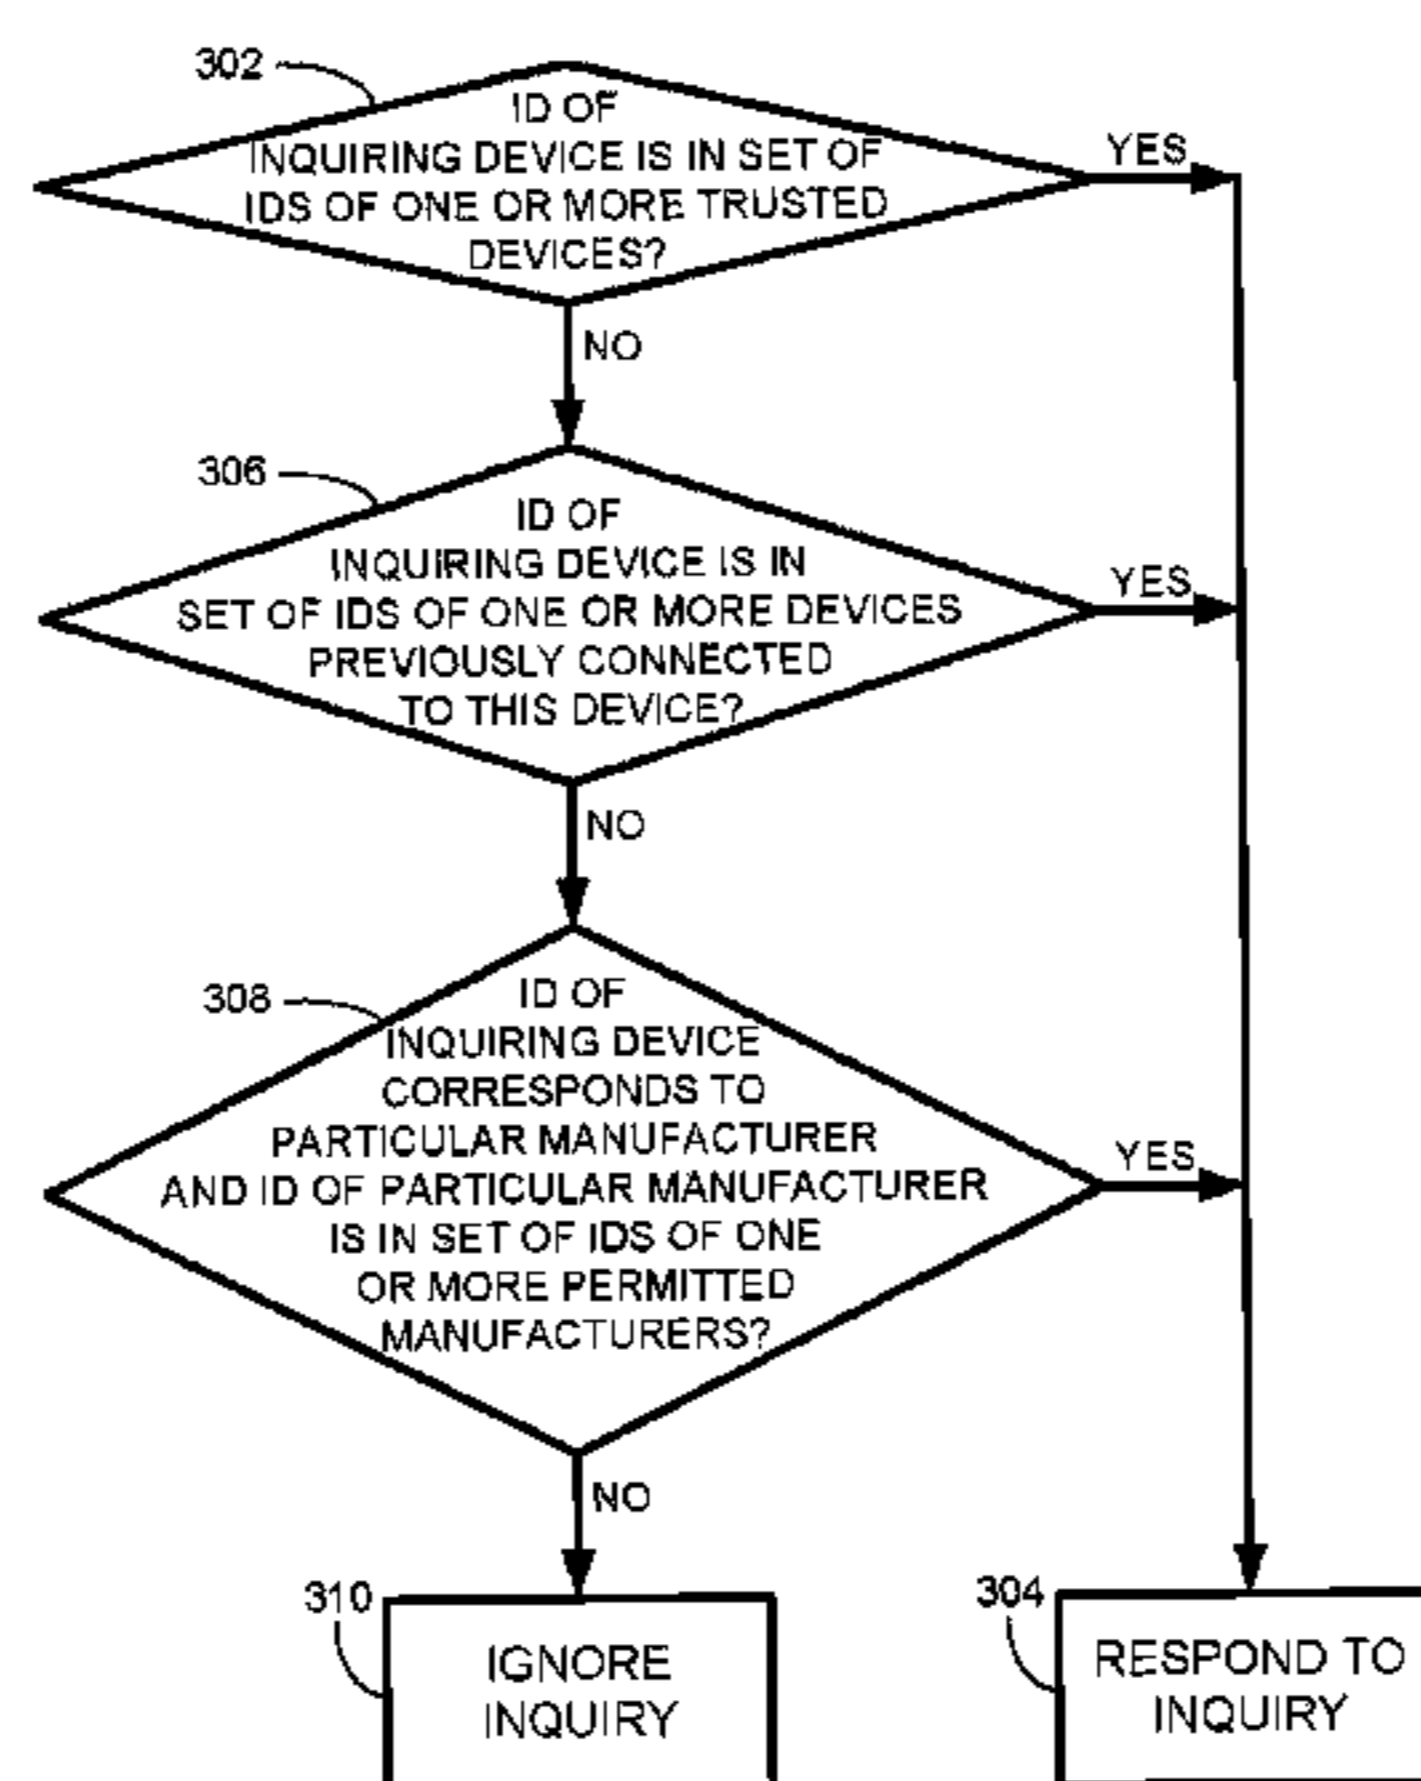 302
ID OF
INQUIRING DEVICE IS IN SET OF
IDS OF ONE OR MORE TRUSTED
DEVICES?
YES
NO
306
ID OF
INQUIRING DEVICE IS IN
SET OF IDS OF ONE OR MORE DEVICES
PREVIOUSLY CONNECTED
TO THIS DEVICE?
YES
NO
308
ID OF
INQUIRING DEVICE
CORRESPONDS TO
PARTICULAR MANUFACTURER
AND ID OF PARTICULAR MANUFACTURER
IS IN SET OF IDS OF ONE
OR MORE PERMITTED
MANUFACTURERS?
YES
NO
310
IGNORE
INQUIRY
304
RESPOND TO
INQUIRY